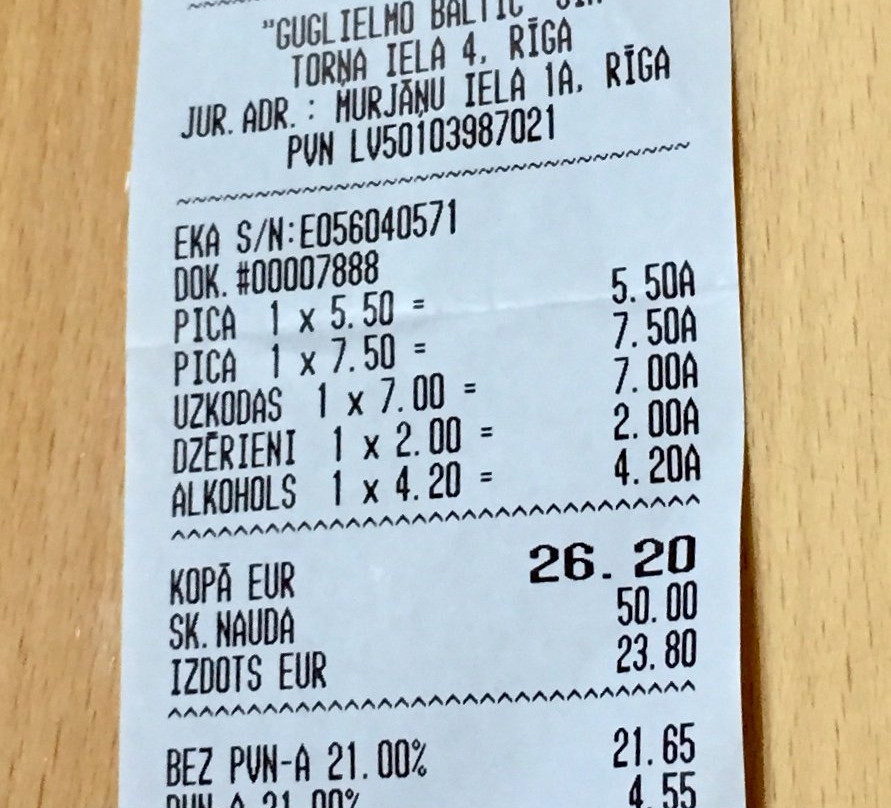 "GUGLIELMO BALTIC"
TORŅA IELA 4, RĪGA
JUR. ADR.: MURJĀŅU IELA 1A, RĪGA
PVN LV50103987021
~~~~~~~~~~~~~~~~~~~~~~~~~~~~~~~~
EKA S/N:E056040571
DOK. #00007888
PICA 1 x 5.50 = 5.50A
PICA 1 x 7.50 = 7.50A
UZKODAS 1 x 7.00 = 7.00A
DZĒRIENI 1 x 2.00 = 2.00A
ALKOHOLS 1 x 4.20 = 4.20A
^^^^^^^^^^^^^^^^^^^^^^^^^^^^^^^^
KOPĀ EUR 26.20
SK. NAUDA 50.00
IZDOTS EUR 23.80
^^^^^^^^^^^^^^^^^^^^^^^^^^^^^^^^
BEZ PVN-A 21.00% 21.65
PVN-A 21.00% 4.55